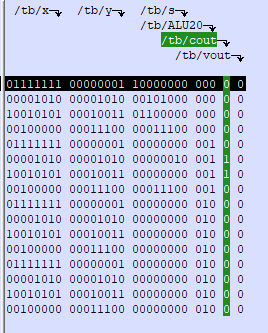 /tb/x /tb/y /tb/s
/tb/ALU20
/tb/cout
/tb/vout
01111111 00000001 10000000 000 0 0
00001010 00001010 00101000 000 0 0
10010101 00010011 01100000 000 0 0
00100000 00011100 00011100 000 0 0
01111111 00000001 00000000 001 0 0
00001010 00001010 00000010 001 1 0
10010101 00010011 00000000 001 1 0
00100000 00011100 00011100 001 0 0
01111111 00000001 00000000 010 0 0
00001010 00001010 00000000 010 0 0
10010101 00010011 00000000 010 0 0
00100000 00011100 00000000 010 0 0
01111111 00000001 00000000 010 0 0
00001010 00001010 00000000 010 0 0
10010101 00010011 00000000 010 0 0
00100000 00011100 00000000 010 0 0